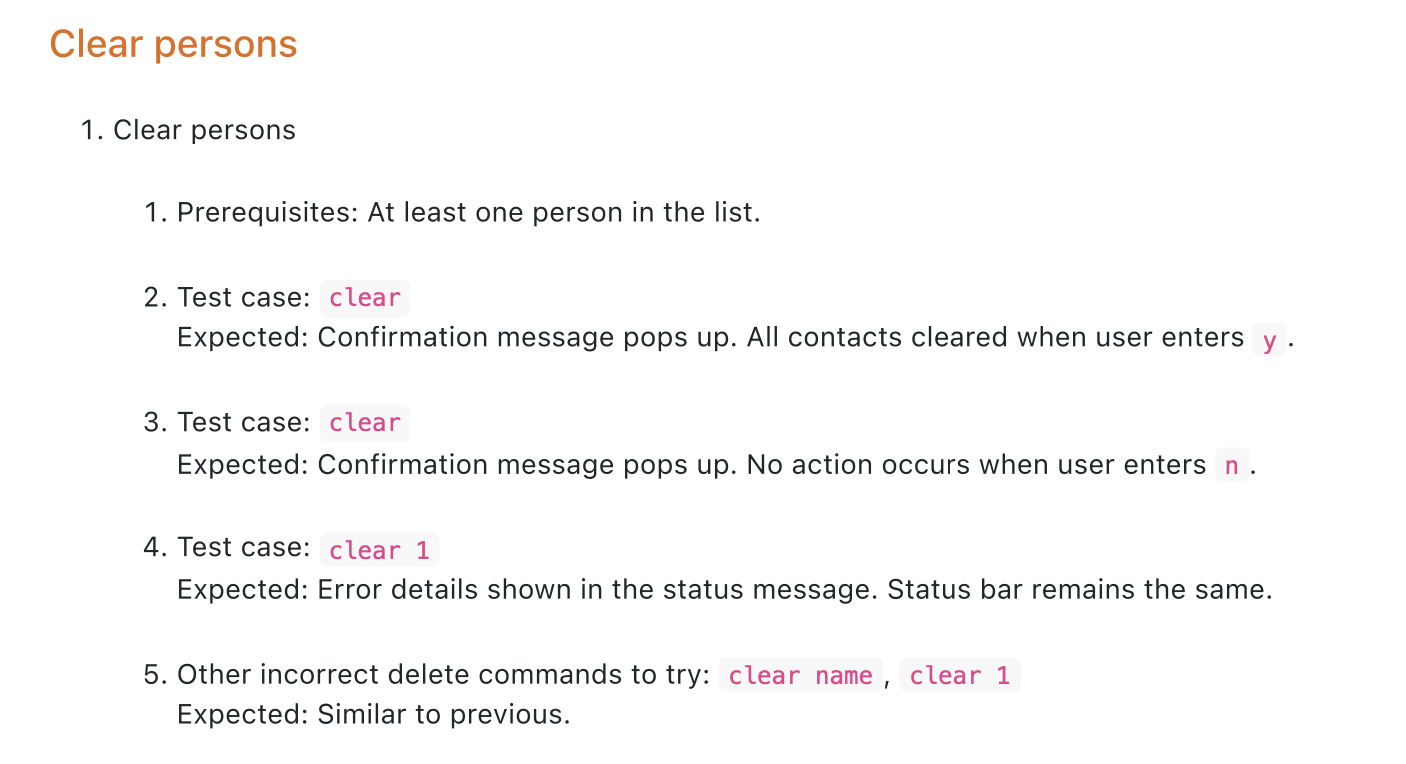 Clear persons
1. Clear persons
1. Prerequisites: At least one person in the list.
2. Test case: clear
Expected: Confirmation message pops up. All contacts cleared when user enters y.
3. Test case: clear
Expected: Confirmation message pops up. No action occurs when user enters n.
4. Test case: clear 1
Expected: Error details shown in the status message. Status bar remains the same.
5. Other incorrect delete commands to try: clear name, clear 1
Expected: Similar to previous.